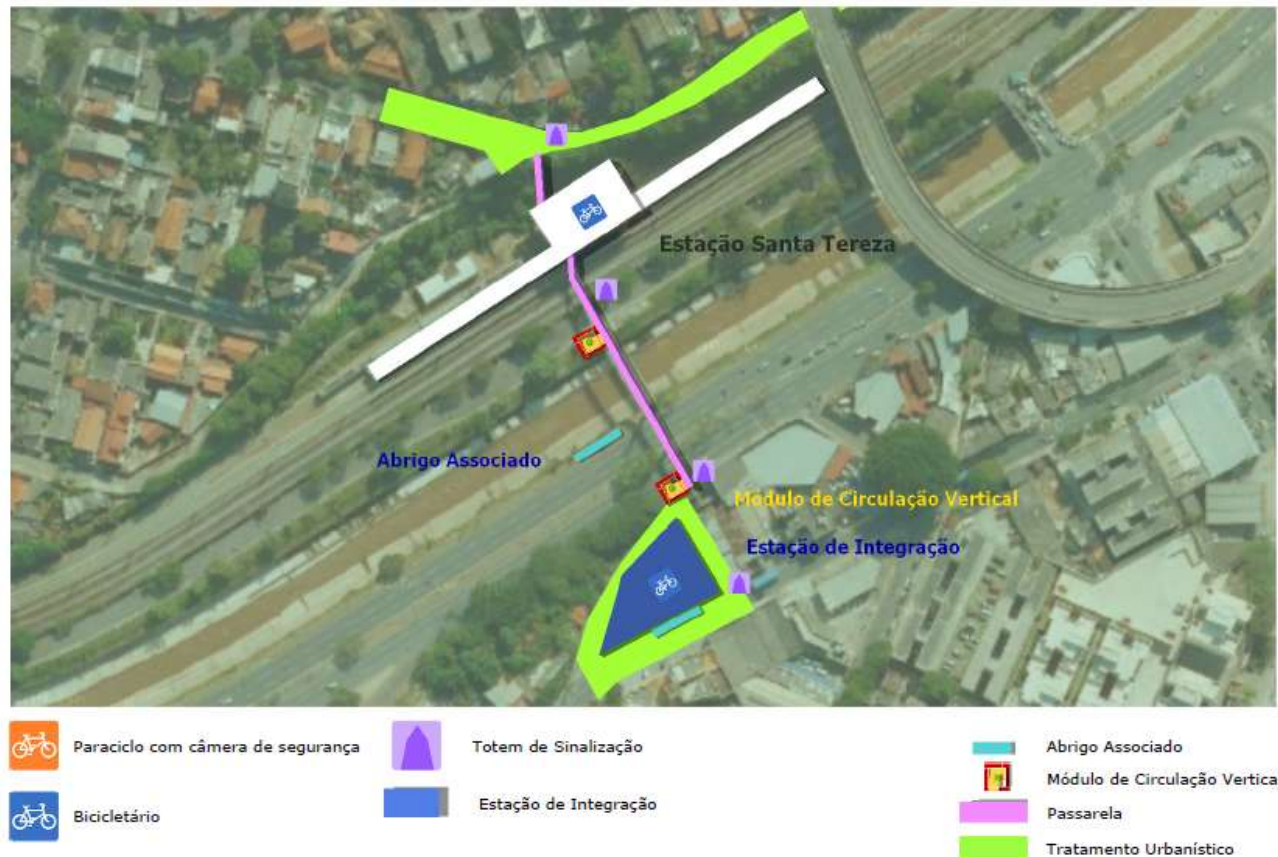 Estação Santa Tereza
Abrigo Associado
Módulo de Circulação Vertical
Estação de Integração
Paraciclo com câmera de segurança
Bicicletário
Totem de Sinalização
Estação de Integração
Abrigo Associado
Módulo de Circulação Vertica
Passarela
Tratamento Urbanístico